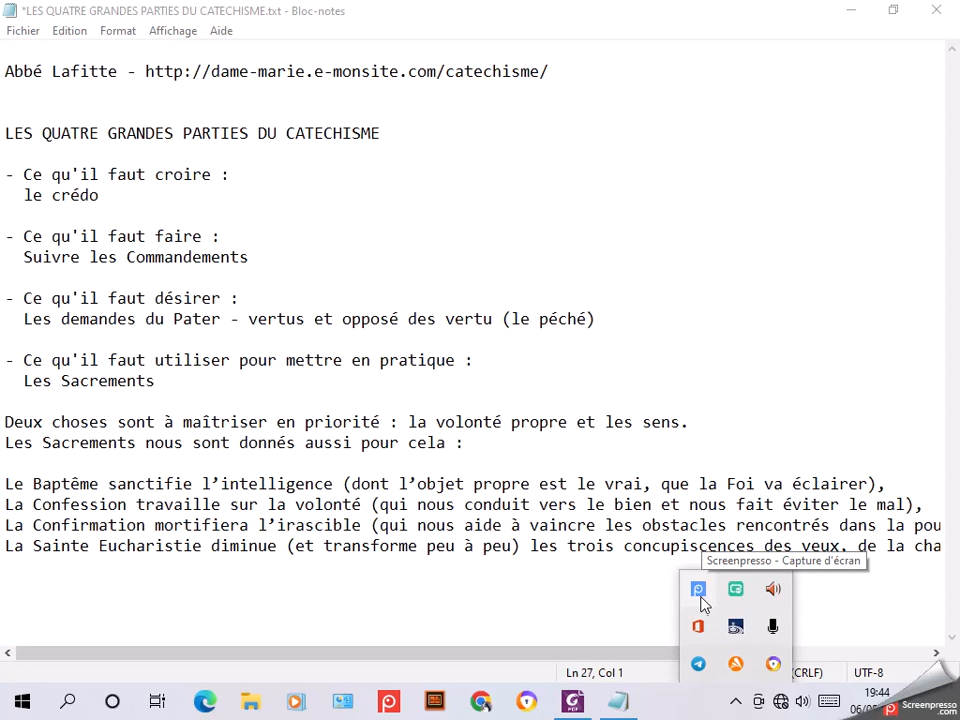 *LES QUATRE GRANDES PARTIES DU CATECHISME.txt - Bloc-notes
Fichier Edition Format Affichage Aide
Abbé Lafitte - http://dame-marie.e-monsite.com/catechisme/
LES QUATRE GRANDES PARTIES DU CATECHISME
- Ce qu'il faut croire :
le crédo
- Ce qu'il faut faire :
Suivre les Commandements
- Ce qu'il faut désirer :
Les demandes du Pater - vertus et opposé des vertu (le péché)
- Ce qu'il faut utiliser pour mettre en pratique :
Les Sacrements
Deux choses sont à maîtriser en priorité : la volonté propre et les sens.
Les Sacrements nous sont donnés aussi pour cela :
Le Baptême sanctifie l’intelligence (dont l’objet propre est le vrai, que la Foi va éclairer),
La Confession travaille sur la volonté (qui nous conduit vers le bien et nous fait éviter le mal),
La Confirmation mortifiera l’irascible (qui nous aide à vaincre les obstacles rencontrés dans la pou
La Sainte Eucharistie diminue (et transforme peu à peu) les trois concupiscences des yeux, de la cha
Screenpresso - Capture d'écran
Ln 27, Col 1 (CRLF) UTF-8
19:44
Screenpresso
.com